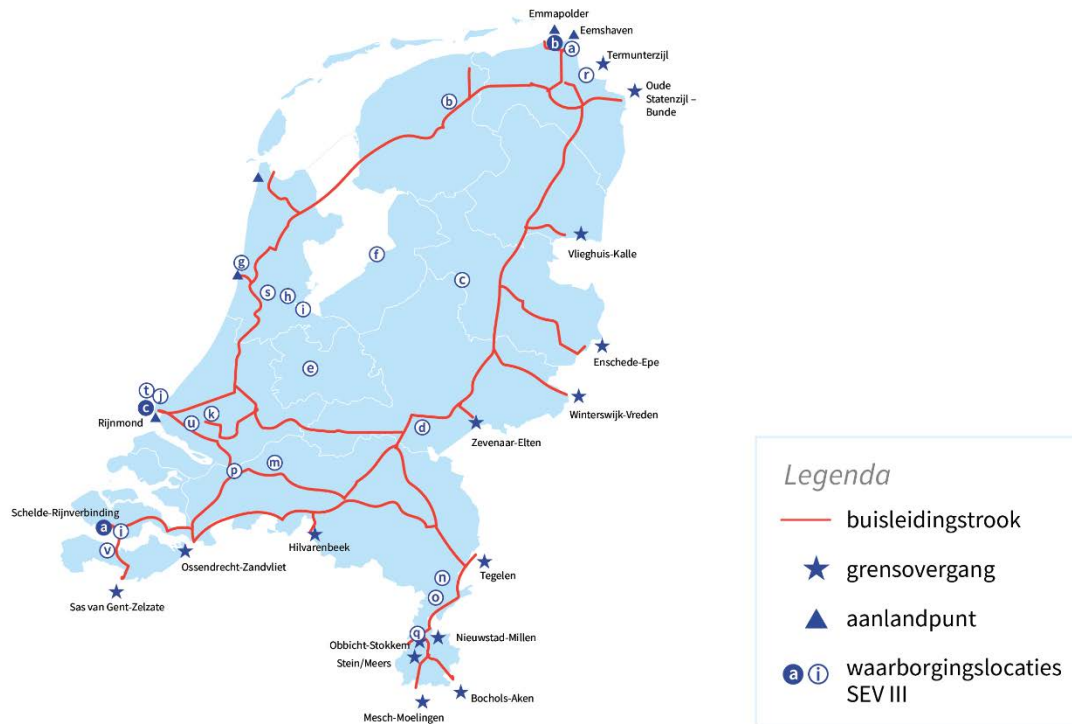 Emmapolder
Eemshaven
b
a
Termunterzijl
r
Oude
Statenzijl –
Bunde
b
Vlieghuis-Kalle
g
f
c
s
h
i
Enschede-Epe
e
Winterswijk-Vreden
t
j
c
k
Rijnmond
u
d
Zevenaar-Elten
m
p
Schelde-Rijnverbinding
a
i
v
Hilvarenbeek
Ossendrecht-Zandvliet
Tegelen
n
o
Sas van Gent-Zelzate
q
Nieuwstad-Millen
Obbicht-Stokkem
Stein/Meers
Bochols-Aken
Mesch-Moelingen
Legenda
buisleidingstrook
grensovergang
aanlandpunt
a i waarborgingslocaties
SEV III